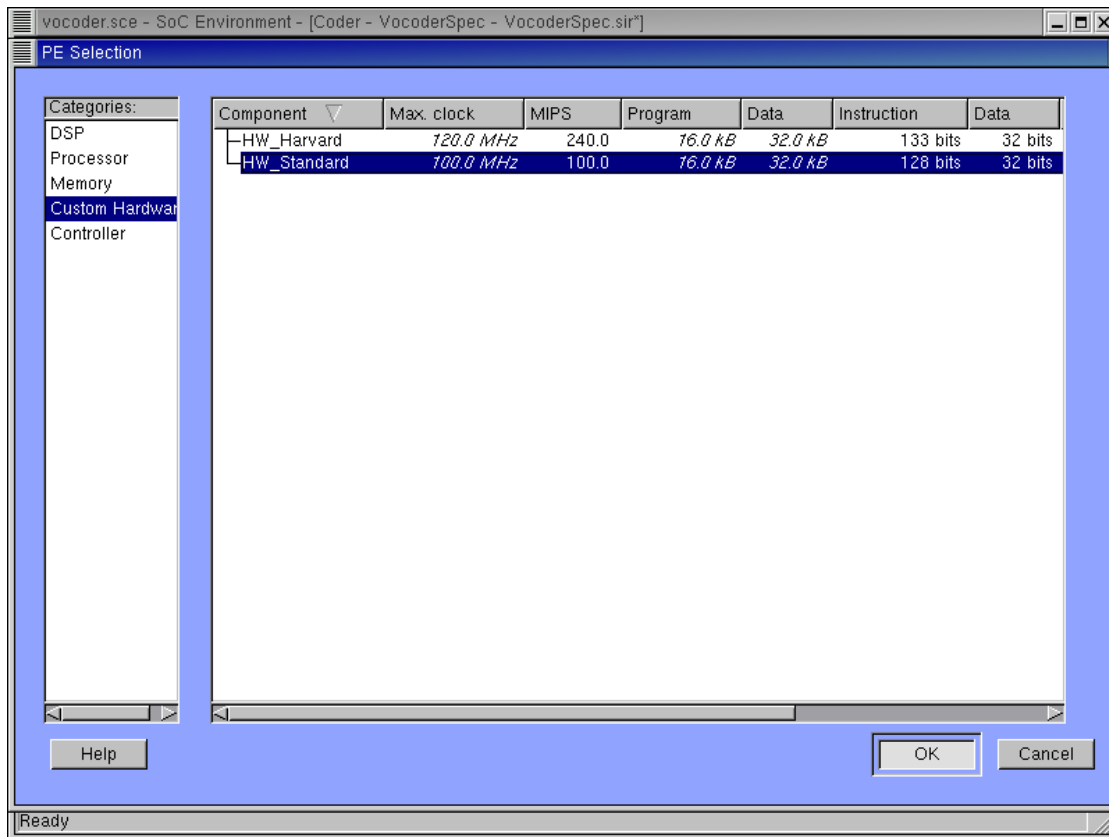 vocoder.sce - SoC Environment - [Coder - VocoderSpec - VocoderSpec.sir*]
PE Selection
Categories:
DSP
Processor
Memory
Custom Hardwar
Controller
Component Max. clock MIPS Program Data Instruction Data
HW_Harvard 120.0 MHz 240.0 16.0 kB 32.0 kB 133 bits 32 bits
HW_Standard 100.0 MHz 100.0 16.0 kB 32.0 kB 128 bits 32 bits
Help OK Cancel
Ready